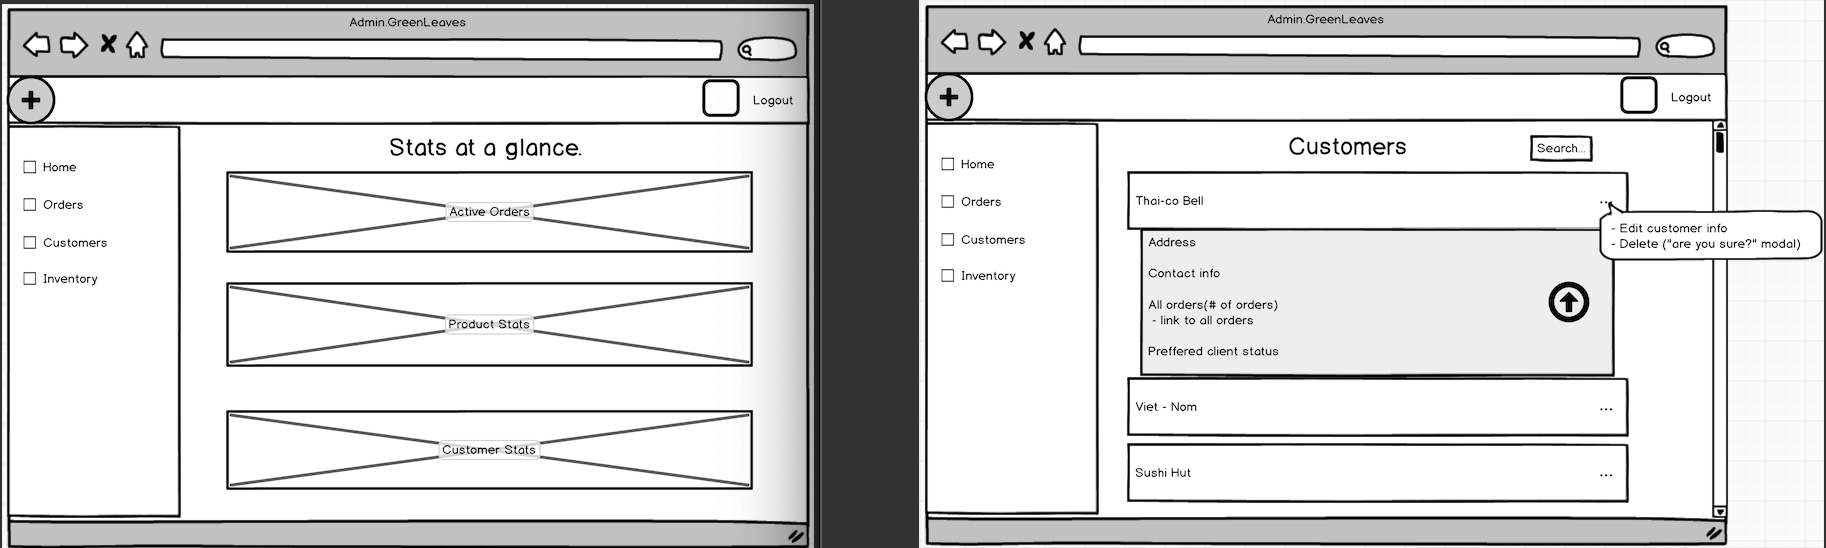 Admin.GreenLeaves
Logout
Home
Orders
Customers
Inventory
Stats at a glance.
Active Orders
Product Stats
Customer Stats
Admin.GreenLeaves
Logout
Home
Orders
Customers
Inventory
Customers
Search...
Thai-co Bell
...
- Edit customer info
- Delete ("are you sure?" modal)
Address
Contact info
All orders(# of orders)
- link to all orders
Preffered client status
Viet - Nom
...
Sushi Hut
...